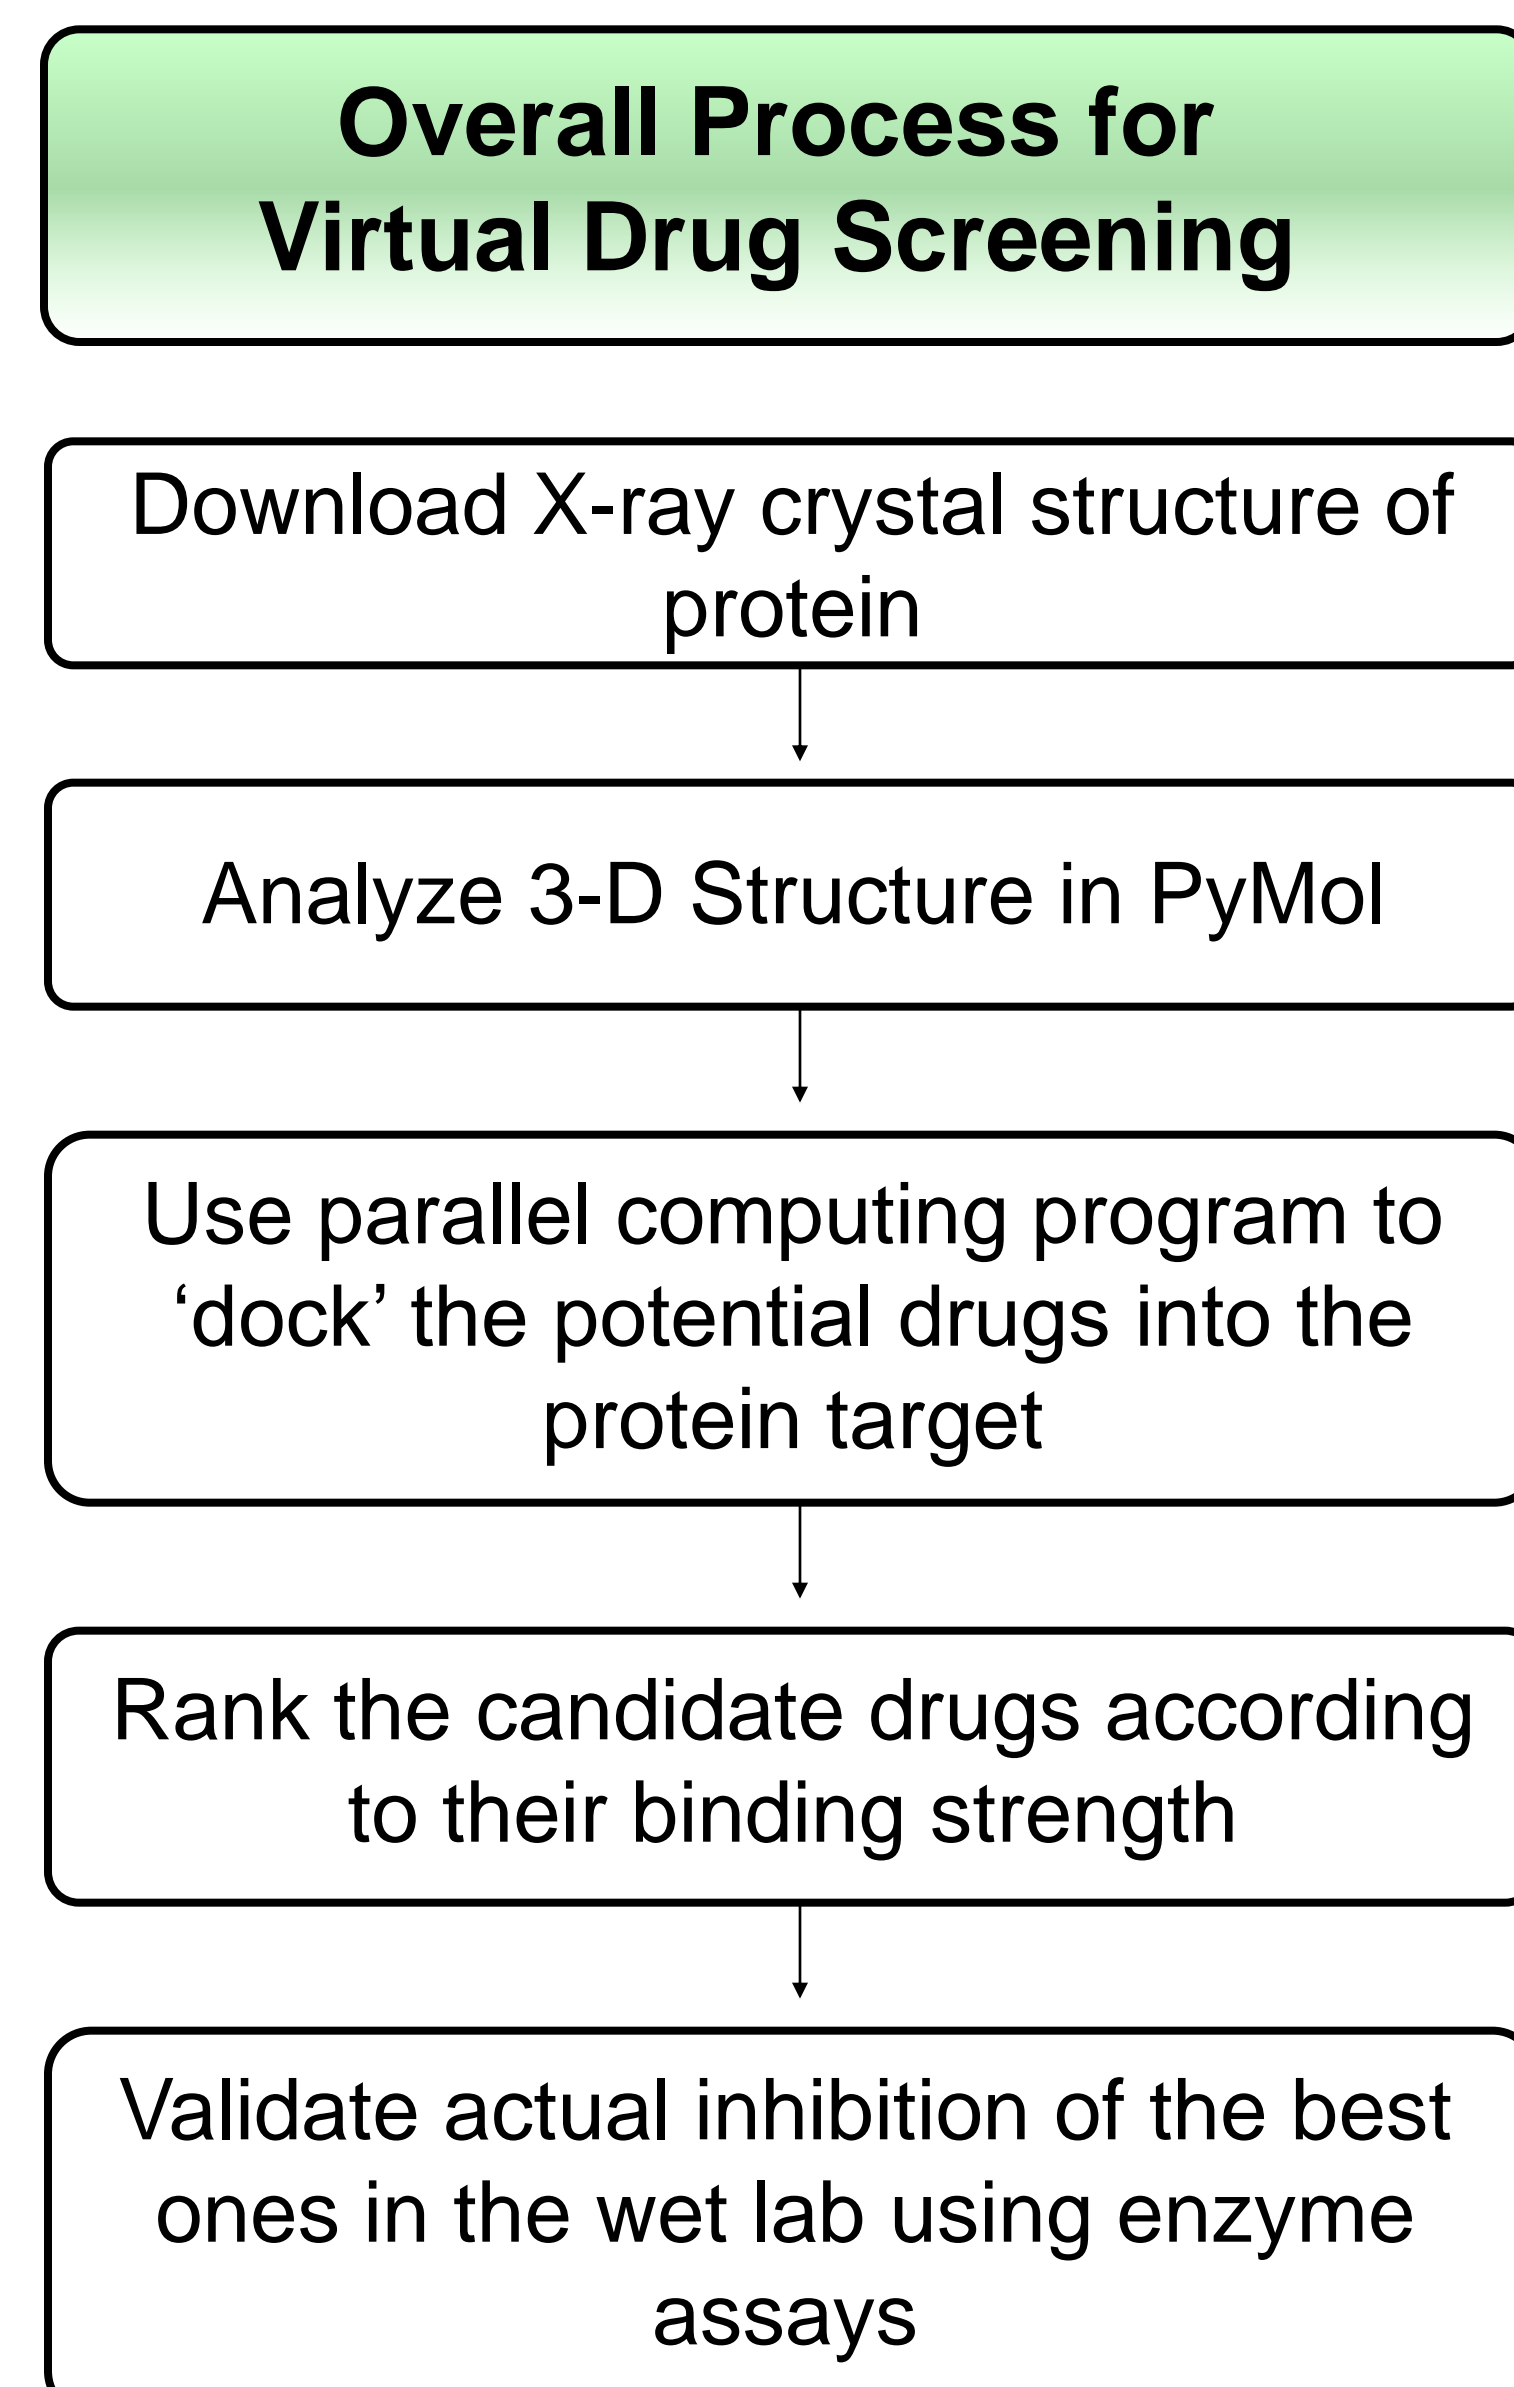 Overall Process for
Virtual Drug Screening
Download X-ray crystal structure of
protein
Analyze 3-D Structure in PyMol
Use parallel computing program to
‘dock’ the potential drugs into the
protein target
Rank the candidate drugs according
to their binding strength
Validate actual inhibition of the best
ones in the wet lab using enzyme
assays